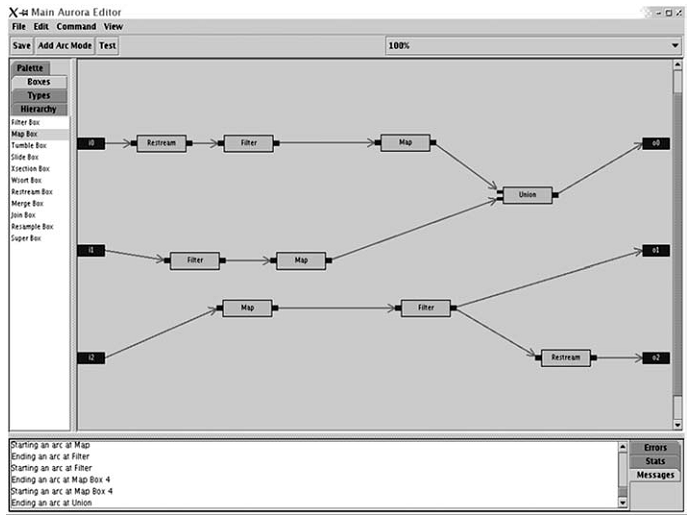 Main Aurora Editor
File Edit Command View
Save Add Arc Mode Test 100%
Palette
Boxes
Types
Hierarchy
Filter Box
Map Box
Tumble Box
Slide Box
Xsection Box
Wsort Box
Restream Box
Merge Box
Join Box
Resample Box
Super Box
i0 Restream Filter Map o0
Union
i1 Filter Map o1
Map Filter
i2 Restream o2
Starting an arc at Map
Ending an arc at Filter
Starting an arc at Filter
Ending an arc at Map Box 4
Starting an arc at Map Box 4
Ending an arc at Union
Errors
Stats
Messages